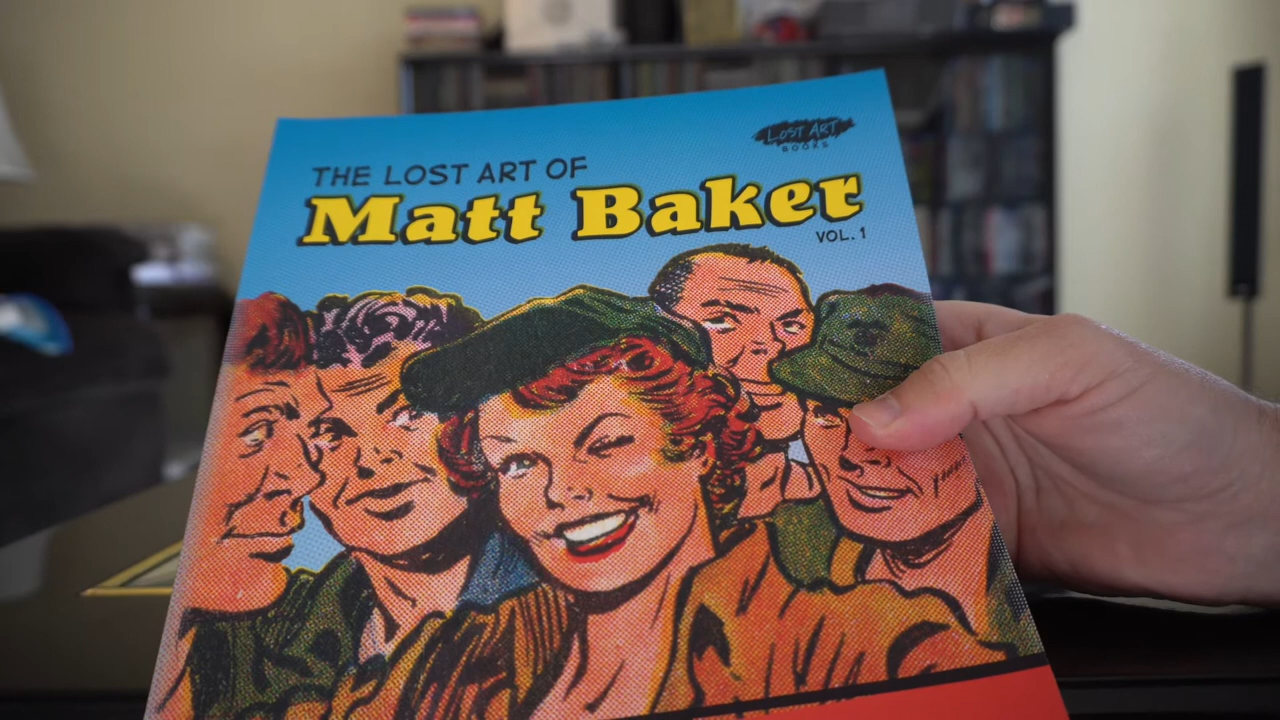 LOST ART
BOOKS
THE LOST ART OF
Matt Baker
VOL. 1